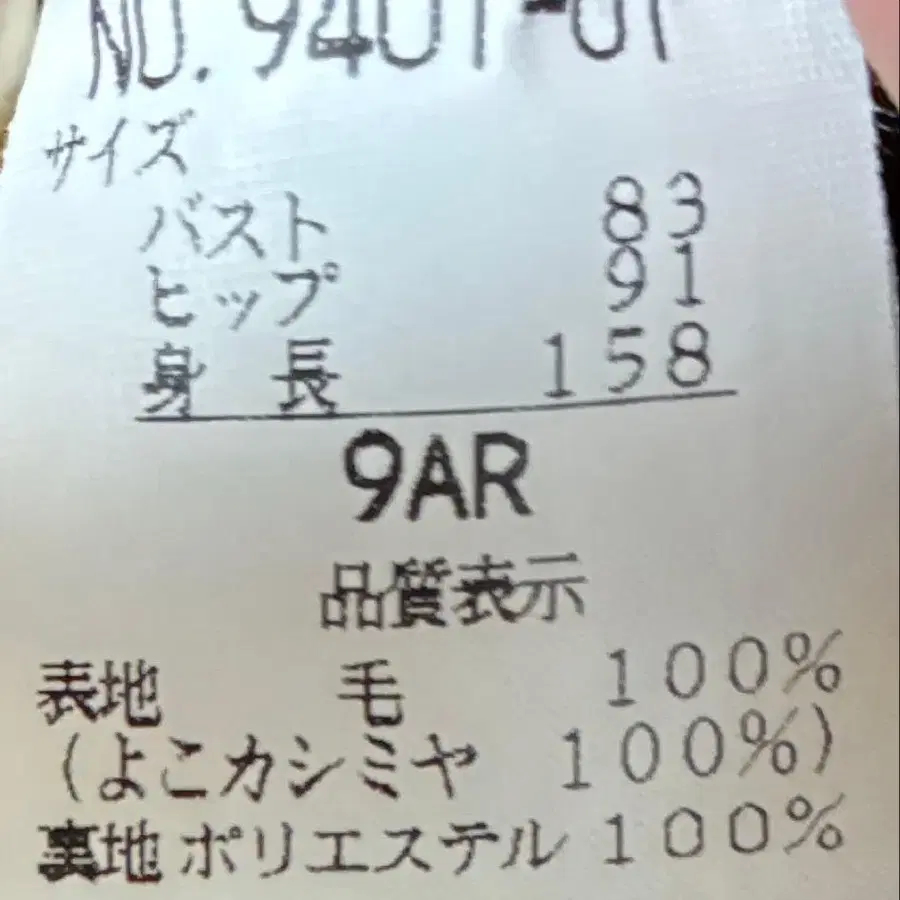 NO. 9401-01
サイズ
バスト 83
ヒップ 91
身 長 158
9AR
品質表示
表地 毛 100%
(よこカシミヤ 100%)
裏地 ポリエステル 100%